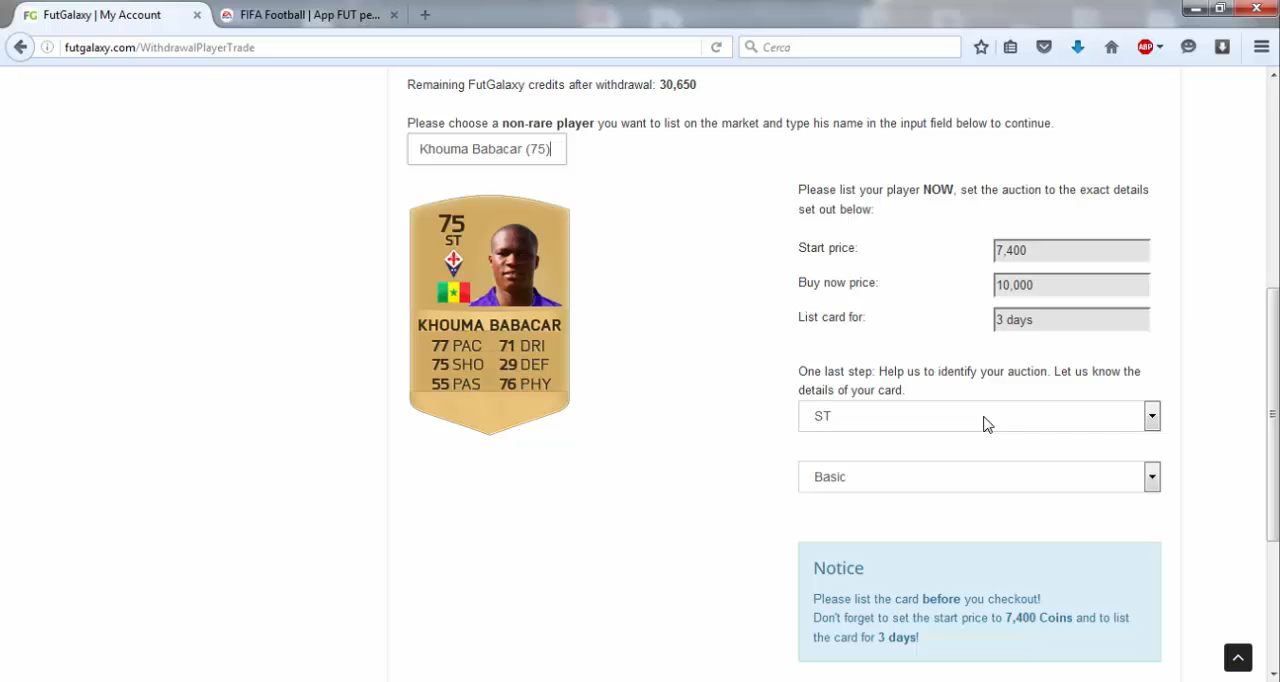 FG FutGalaxy | My Account
FIFA Football | App FUT pe...
futgalaxy.com/WithdrawalPlayerTrade
Cerca
ABP
Remaining FutGalaxy credits after withdrawal: 30,650
Please choose a non-rare player you want to list on the market and type his name in the input field below to continue.
Khouma Babacar (75)
75
ST
KHOUMA BABACAR
77 PAC 71 DRI
75 SHO 29 DEF
55 PAS 76 PHY
Please list your player NOW, set the auction to the exact details
set out below:
Start price: 7,400
Buy now price: 10,000
List card for: 3 days
One last step: Help us to identify your auction. Let us know the
details of your card.
ST
Basic
Notice
Please list the card before you checkout!
Don't forget to set the start price to 7,400 Coins and to list
the card for 3 days!